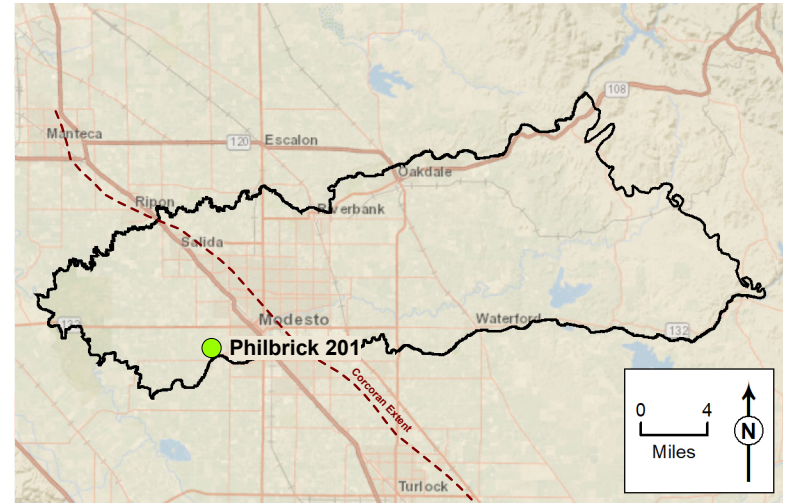 108
Manteca
120
Escalon
Oakdale
Ripon
Riverbank
Salida
132
Modesto
Waterford
132
Philbrick 201
Corcoran Extent
0 4
Miles
N
Turlock